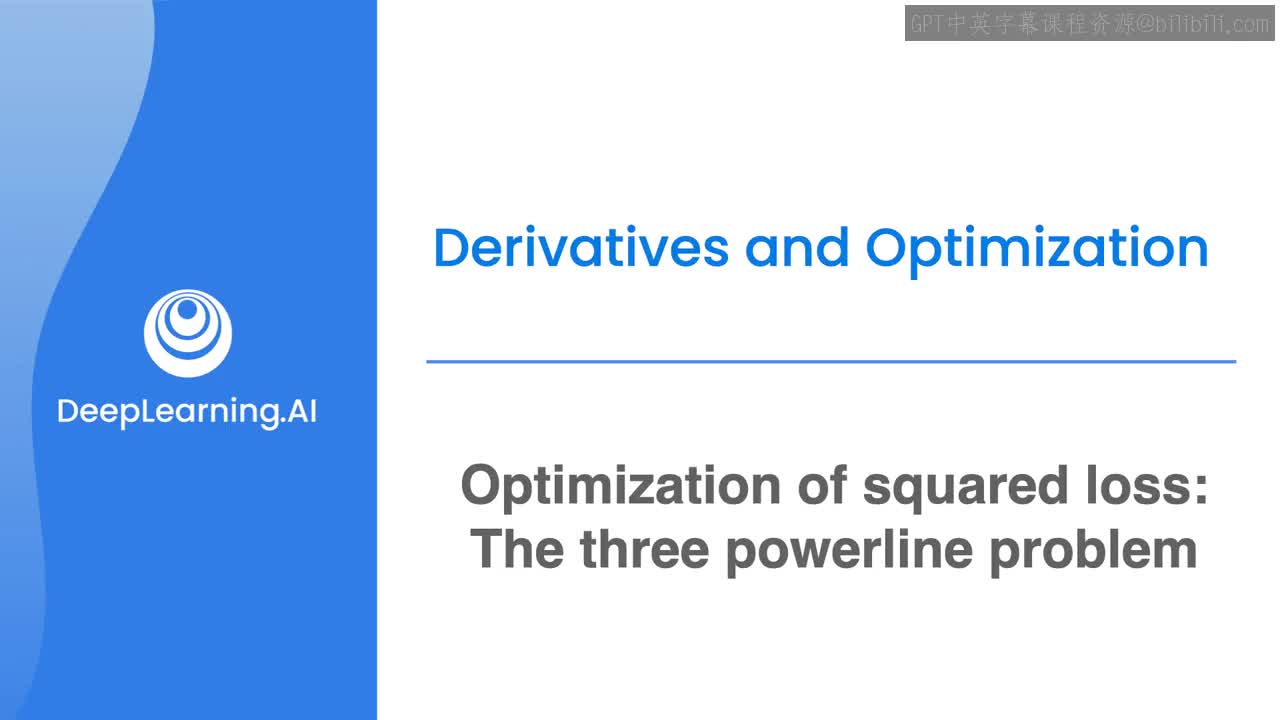 GPT中英字幕课程资源@bilibili.com
Derivatives and Optimization
DeepLearning.AI
Optimization of squared loss:
The three powerline problem